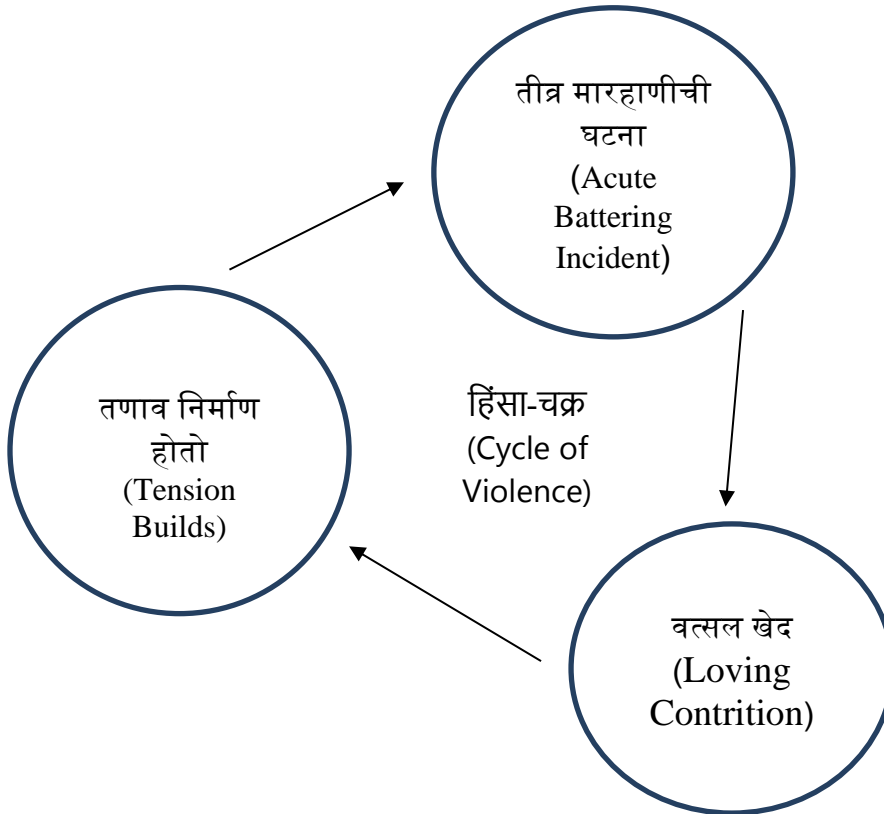 तीव्र मारहाणीची
घटना
(Acute
Battering
Incident)
तणाव निर्माण
होतो
(Tension
Builds)
हिंसा-चक्र
(Cycle of
Violence)
वत्सल खेद
(Loving
Contrition)